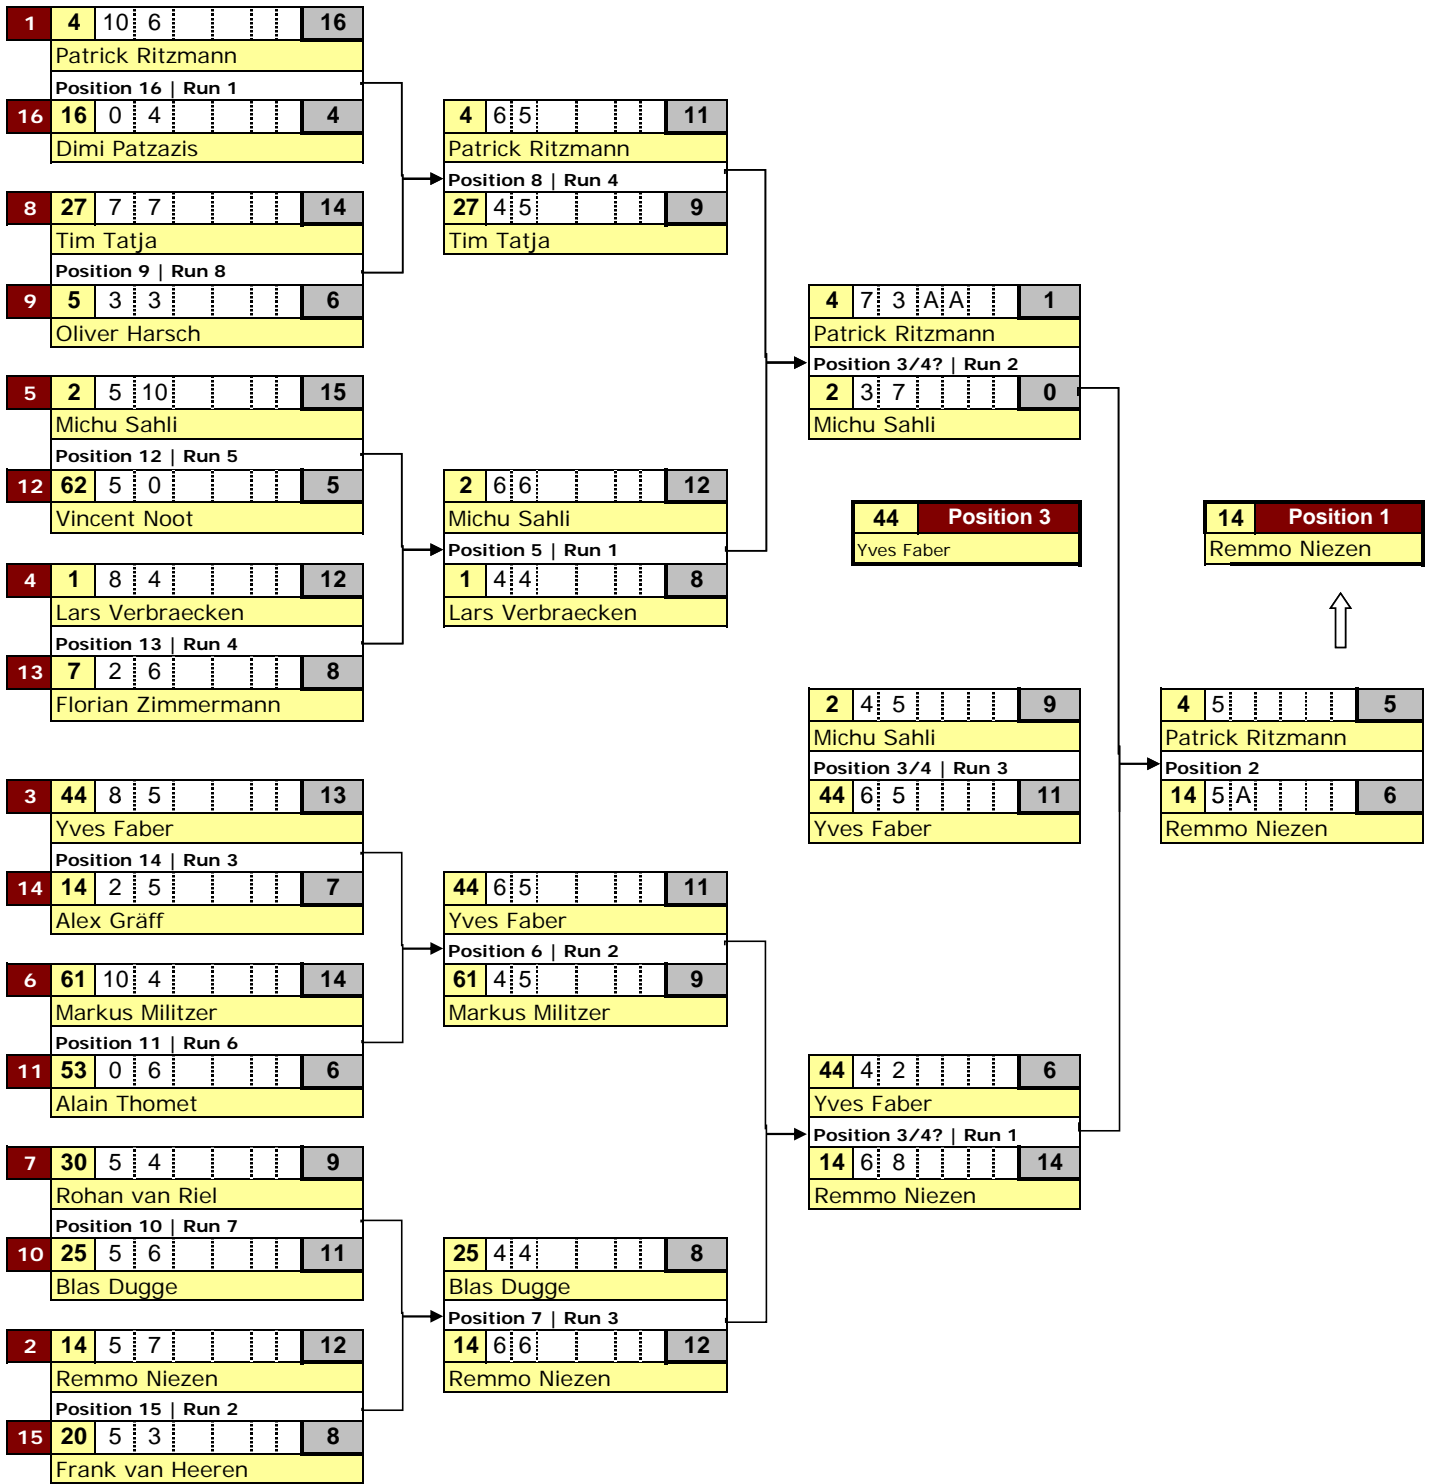 1 4 10 6 16
Patrick Ritzmann
Position 16 | Run 1
16 16 0 4 4
Dimi Patzazis
8 27 7 7 14
Tim Tatja
Position 9 | Run 8
9 5 3 3 6
Oliver Harsch
5 2 5 10 15
Michu Sahli
Position 12 | Run 5
12 62 5 0 5
Vincent Noot
4 1 8 4 12
Lars Verbraecken
Position 13 | Run 4
13 7 2 6 8
Florian Zimmermann
3 44 8 5 13
Yves Faber
Position 14 | Run 3
14 14 2 5 7
Alex Gräff
6 61 10 4 14
Markus Militzer
Position 11 | Run 6
11 53 0 6 6
Alain Thomet
7 30 5 4 9
Rohan van Riel
Position 10 | Run 7
10 25 5 6 11
Blas Dugge
2 14 5 7 12
Remmo Niezen
Position 15 | Run 2
15 20 5 3 8
Frank van Heeren
4 6 5 11
Patrick Ritzmann
Position 8 | Run 4
27 4 5 9
Tim Tatja
2 6 6 12
Michu Sahli
Position 5 | Run 1
1 4 4 8
Lars Verbraecken
44 6 5 11
Yves Faber
Position 6 | Run 2
61 4 5 9
Markus Militzer
25 4 4 8
Blas Dugge
Position 7 | Run 3
14 6 6 12
Remmo Niezen
4 7 3 A A 1
Patrick Ritzmann
Position 3/4? | Run 2
2 3 7 0
Michu Sahli
44 Position 3
Yves Faber
2 4 5 9
Michu Sahli
Position 3/4 | Run 3
44 6 5 11
Yves Faber
44 4 2 6
Yves Faber
Position 3/4? | Run 1
14 6 8 14
Remmo Niezen
14 Position 1
Remmo Niezen
4 5 5
Patrick Ritzmann
Position 2
14 5 A 6
Remmo Niezen